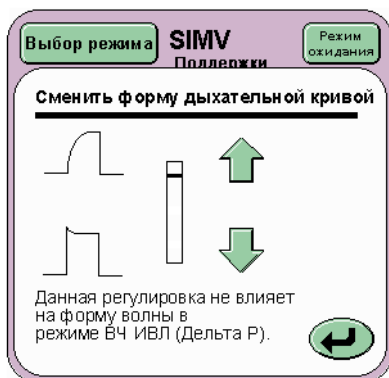 Выбор режима
SIMV
Поддержки
Режим
ожидания
Сменить форму дыхательной кривой
Данная регулировка не влияет
на форму волны в
режиме ВЧ ИВЛ (Дельта P).